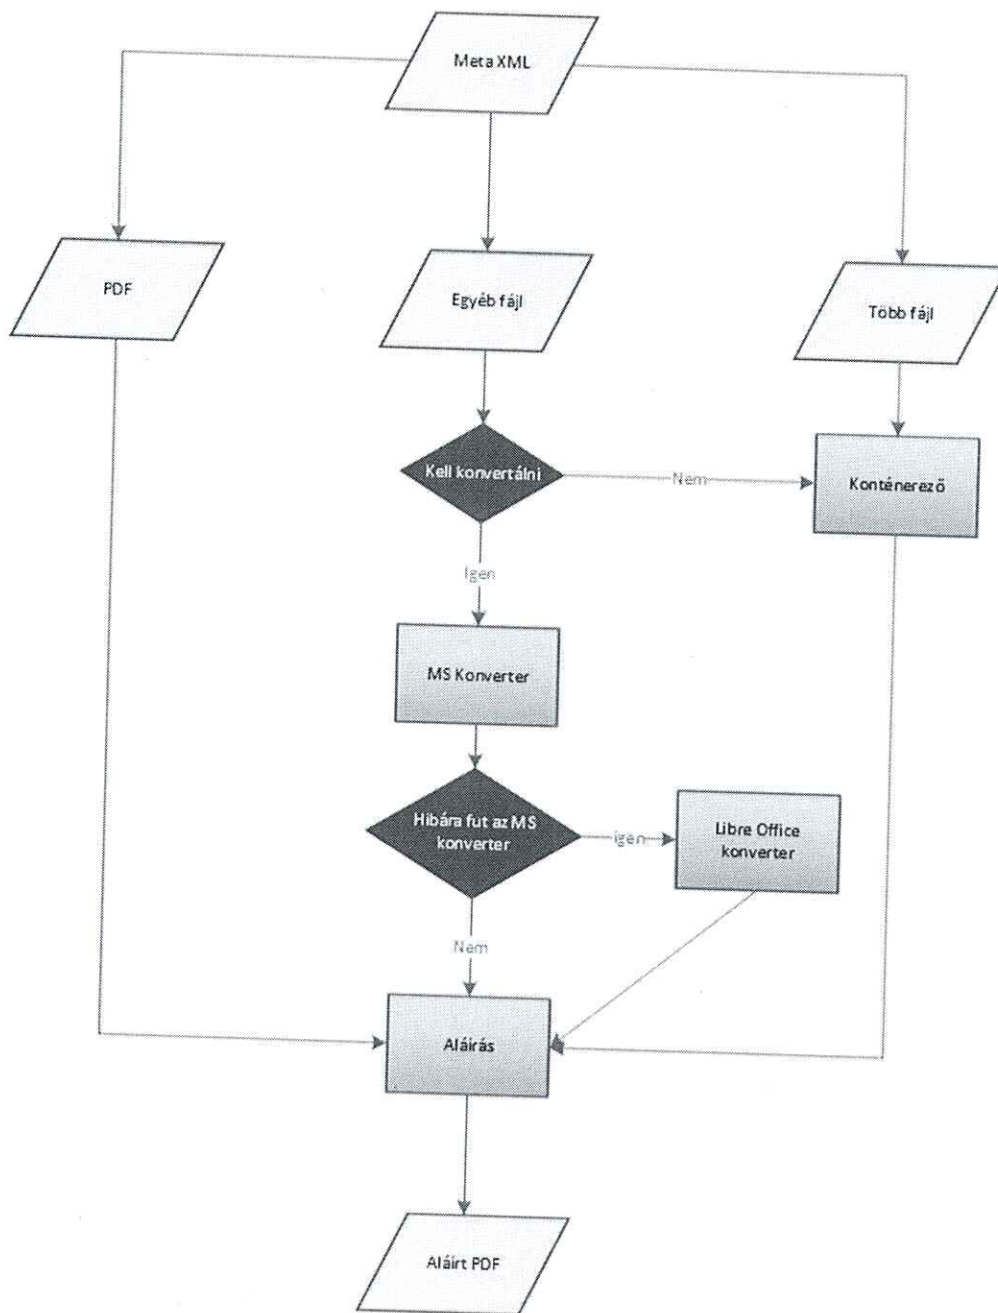 Meta XML
PDF
Egyéb fájl
Több fájl
Kell konvertálni
Nem
Konténerező
Igen
MS Konverter
Hibára fut az MS
konverter
igen
Libre Office
konverter
Nem
Aláírás
Aláírt PDF